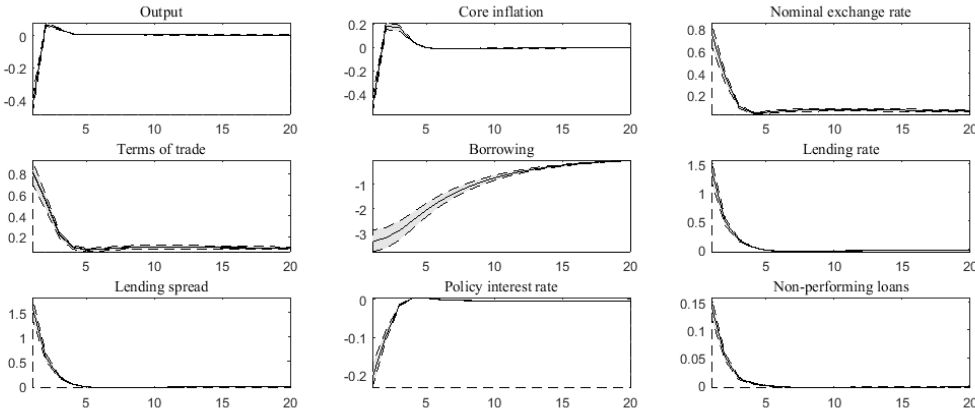 Output
0
-0.2
-0.4
5 10 15 20
Core inflation
0.2
0
-0.2
-0.4
5 10 15 20
Nominal exchange rate
0.8
0.6
0.4
0.2
5 10 15 20
Terms of trade
0.8
0.6
0.4
0.2
5 10 15 20
Borrowing
-1
-2
-3
5 10 15 20
Lending rate
1.5
1
0.5
0
5 10 15 20
Lending spread
1.5
1
0.5
0
5 10 15 20
Policy interest rate
0
-0.1
-0.2
5 10 15 20
Non-performing loans
0.15
0.1
0.05
0
5 10 15 20